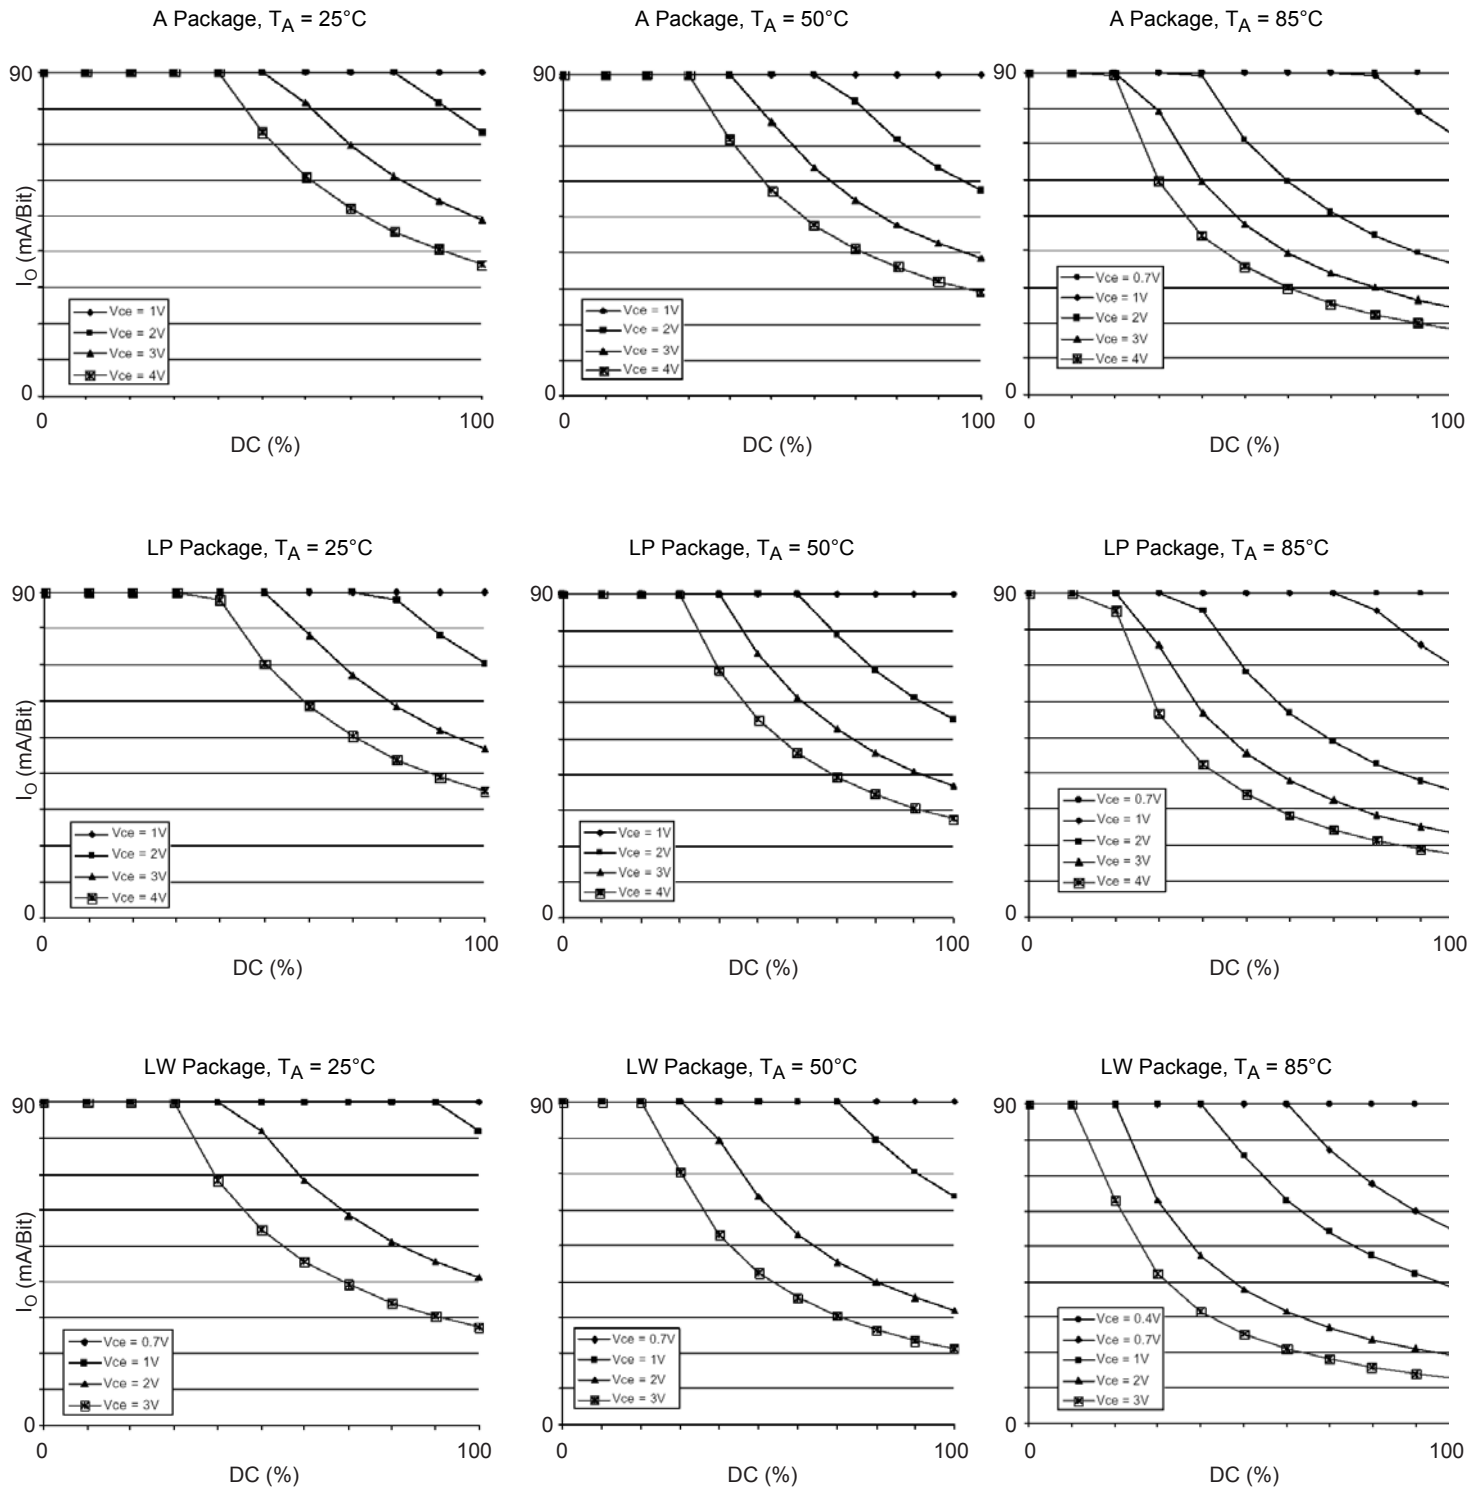 A Package, TA = 25°C
90
0
IO (mA/Bit)
Vce = 1V
Vce = 2V
Vce = 3V
Vce = 4V
0
100
DC (%)
A Package, TA = 50°C
90
0
Vce = 1V
Vce = 2V
Vce = 3V
Vce = 4V
0
100
DC (%)
A Package, TA = 85°C
90
0
Vce = 0.7V
Vce = 1V
Vce = 2V
Vce = 3V
Vce = 4V
0
100
DC (%)
LP Package, TA = 25°C
90
0
IO (mA/Bit)
Vce = 1V
Vce = 2V
Vce = 3V
Vce = 4V
0
100
DC (%)
LP Package, TA = 50°C
90
0
Vce = 1V
Vce = 2V
Vce = 3V
Vce = 4V
0
100
DC (%)
LP Package, TA = 85°C
90
0
Vce = 0.7V
Vce = 1V
Vce = 2V
Vce = 3V
Vce = 4V
0
100
DC (%)
LW Package, TA = 25°C
90
0
IO (mA/Bit)
Vce = 0.7V
Vce = 1V
Vce = 2V
Vce = 3V
0
100
DC (%)
LW Package, TA = 50°C
90
0
Vce = 0.7V
Vce = 1V
Vce = 2V
Vce = 3V
0
100
DC (%)
LW Package, TA = 85°C
90
0
Vce = 0.4V
Vce = 0.7V
Vce = 1V
Vce = 2V
Vce = 3V
0
100
DC (%)